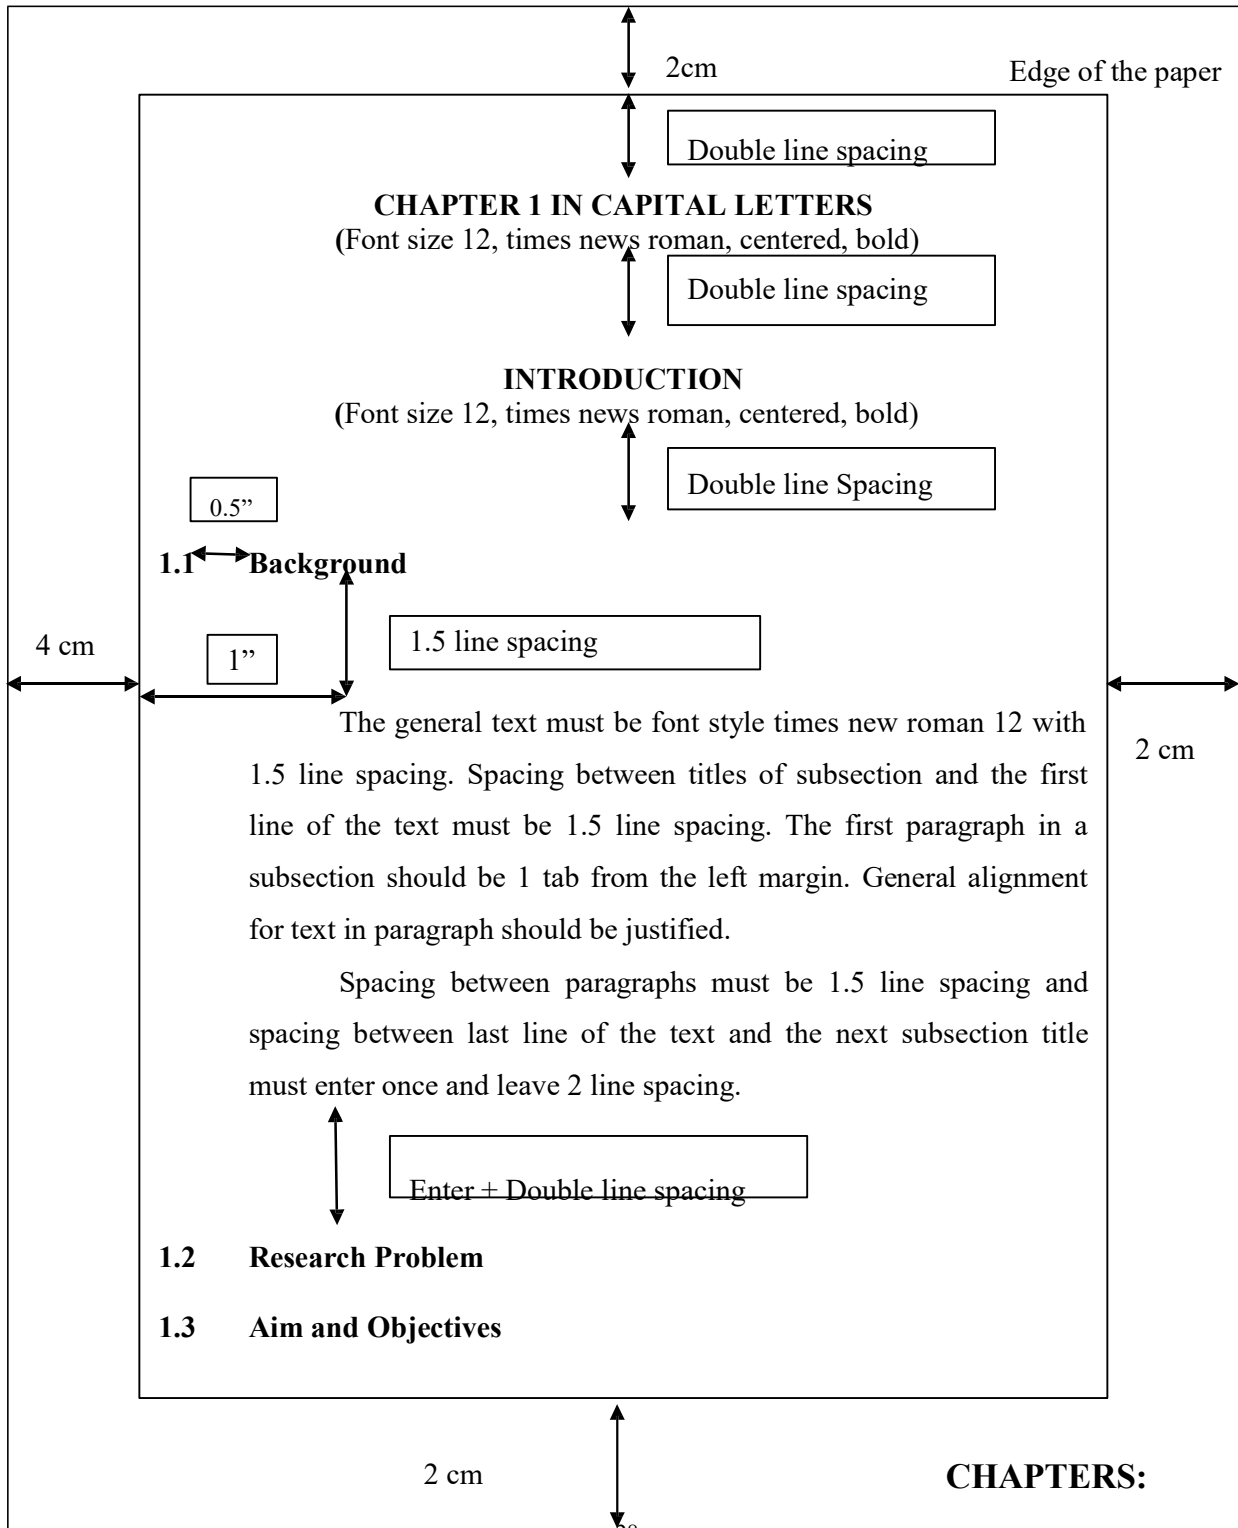 2cm
Edge of the paper
Double line spacing
CHAPTER 1 IN CAPITAL LETTERS
(Font size 12, times news roman, centered, bold)
Double line spacing
INTRODUCTION
(Font size 12, times news roman, centered, bold)
Double line Spacing
0.5”
1.1 Background
4 cm
1”
1.5 line spacing
The general text must be font style times new roman 12 with
1.5 line spacing. Spacing between titles of subsection and the first
line of the text must be 1.5 line spacing. The first paragraph in a
subsection should be 1 tab from the left margin. General alignment
for text in paragraph should be justified.
2 cm
Spacing between paragraphs must be 1.5 line spacing and
spacing between last line of the text and the next subsection title
must enter once and leave 2 line spacing.
Enter + Double line spacing
1.2 Research Problem
1.3 Aim and Objectives
2 cm
CHAPTERS: